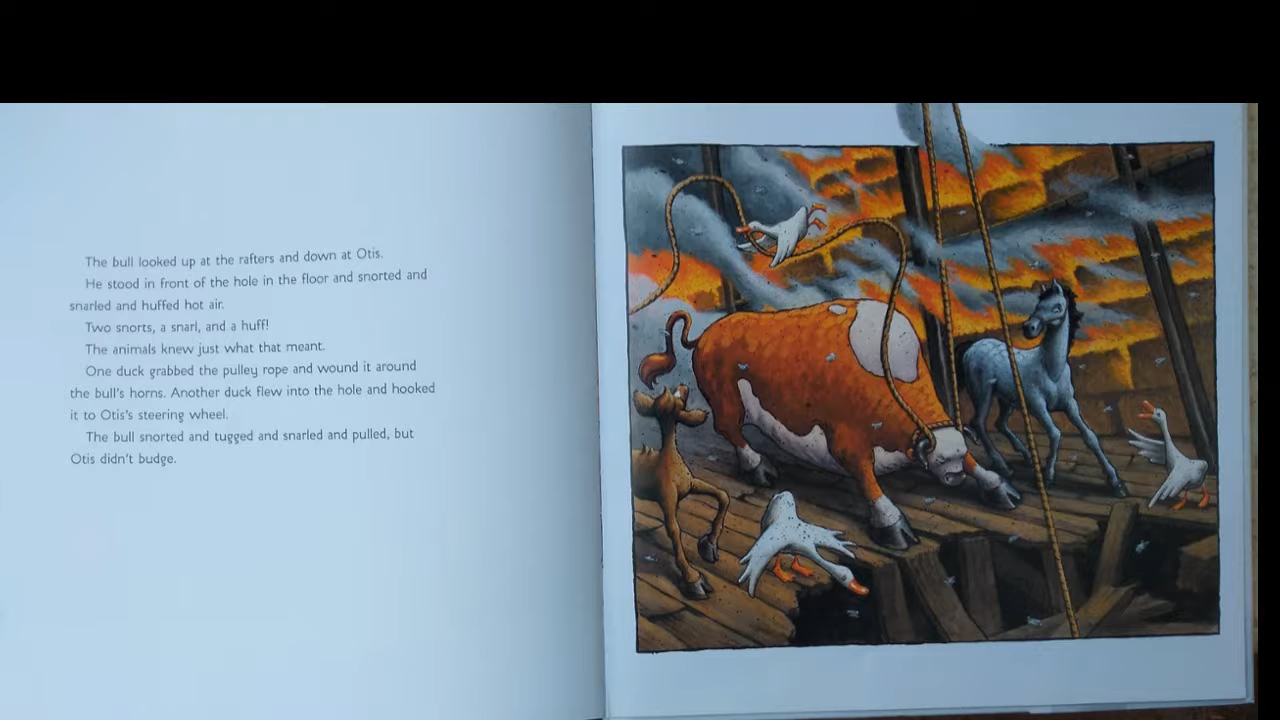 The bull looked up at the rafters and down at Otis.
He stood in front of the hole in the floor and snorted and
snarled and huffed hot air.
Two snorts, a snarl, and a huff!
The animals knew just what that meant.
One duck grabbed the pulley rope and wound it around
the bull's horns. Another duck flew into the hole and hooked
it to Otis's steering wheel.
The bull snorted and tugged and snarled and pulled, but
Otis didn't budge.